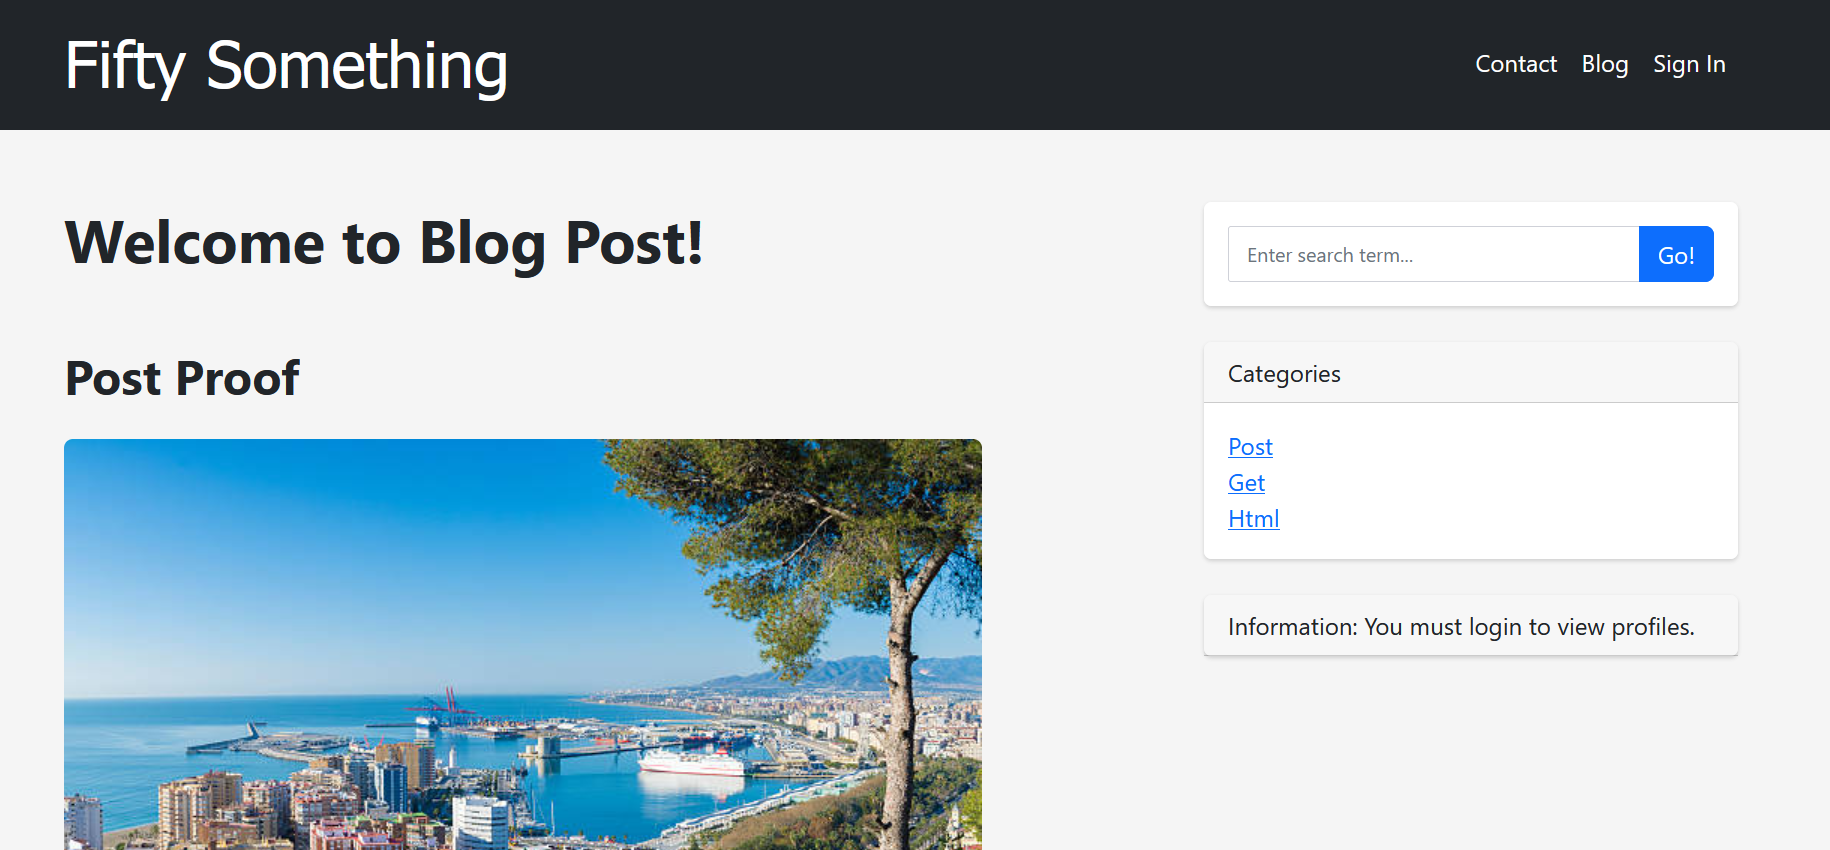 Fifty Something
Contact Blog Sign In
Welcome to Blog Post!
Post Proof
Enter search term...
Go!
Categories
Post
Get
Html
Information: You must login to view profiles.